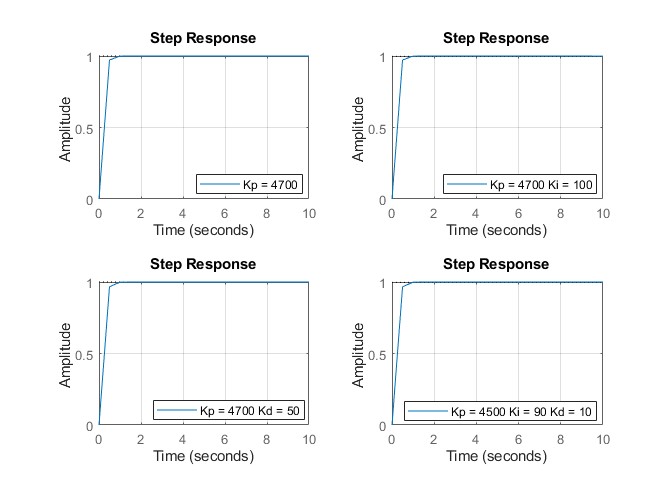 Step Response
Amplitude
1
0.5
0
Kp = 4700
0 2 4 6 8 10
Time (seconds)
Step Response
Amplitude
1
0.5
0
Kp = 4700 Ki = 100
0 2 4 6 8 10
Time (seconds)
Step Response
Amplitude
1
0.5
0
Kp = 4700 Kd = 50
0 2 4 6 8 10
Time (seconds)
Step Response
Amplitude
1
0.5
0
Kp = 4500 Ki = 90 Kd = 10
0 2 4 6 8 10
Time (seconds)